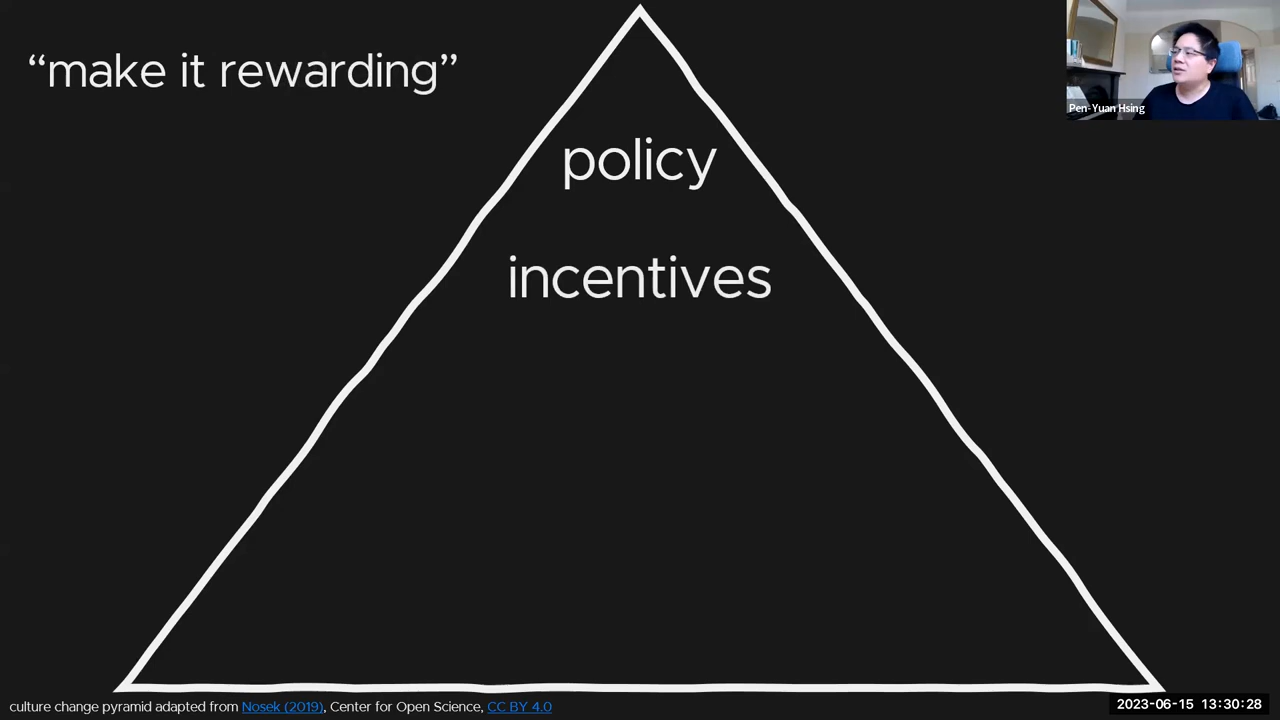 “make it rewarding”
Pen-Yuan Hsing
policy
incentives
culture change pyramid adapted from Nosek (2019), Center for Open Science, CC BY 4.0
2023-06-15 13:30:28